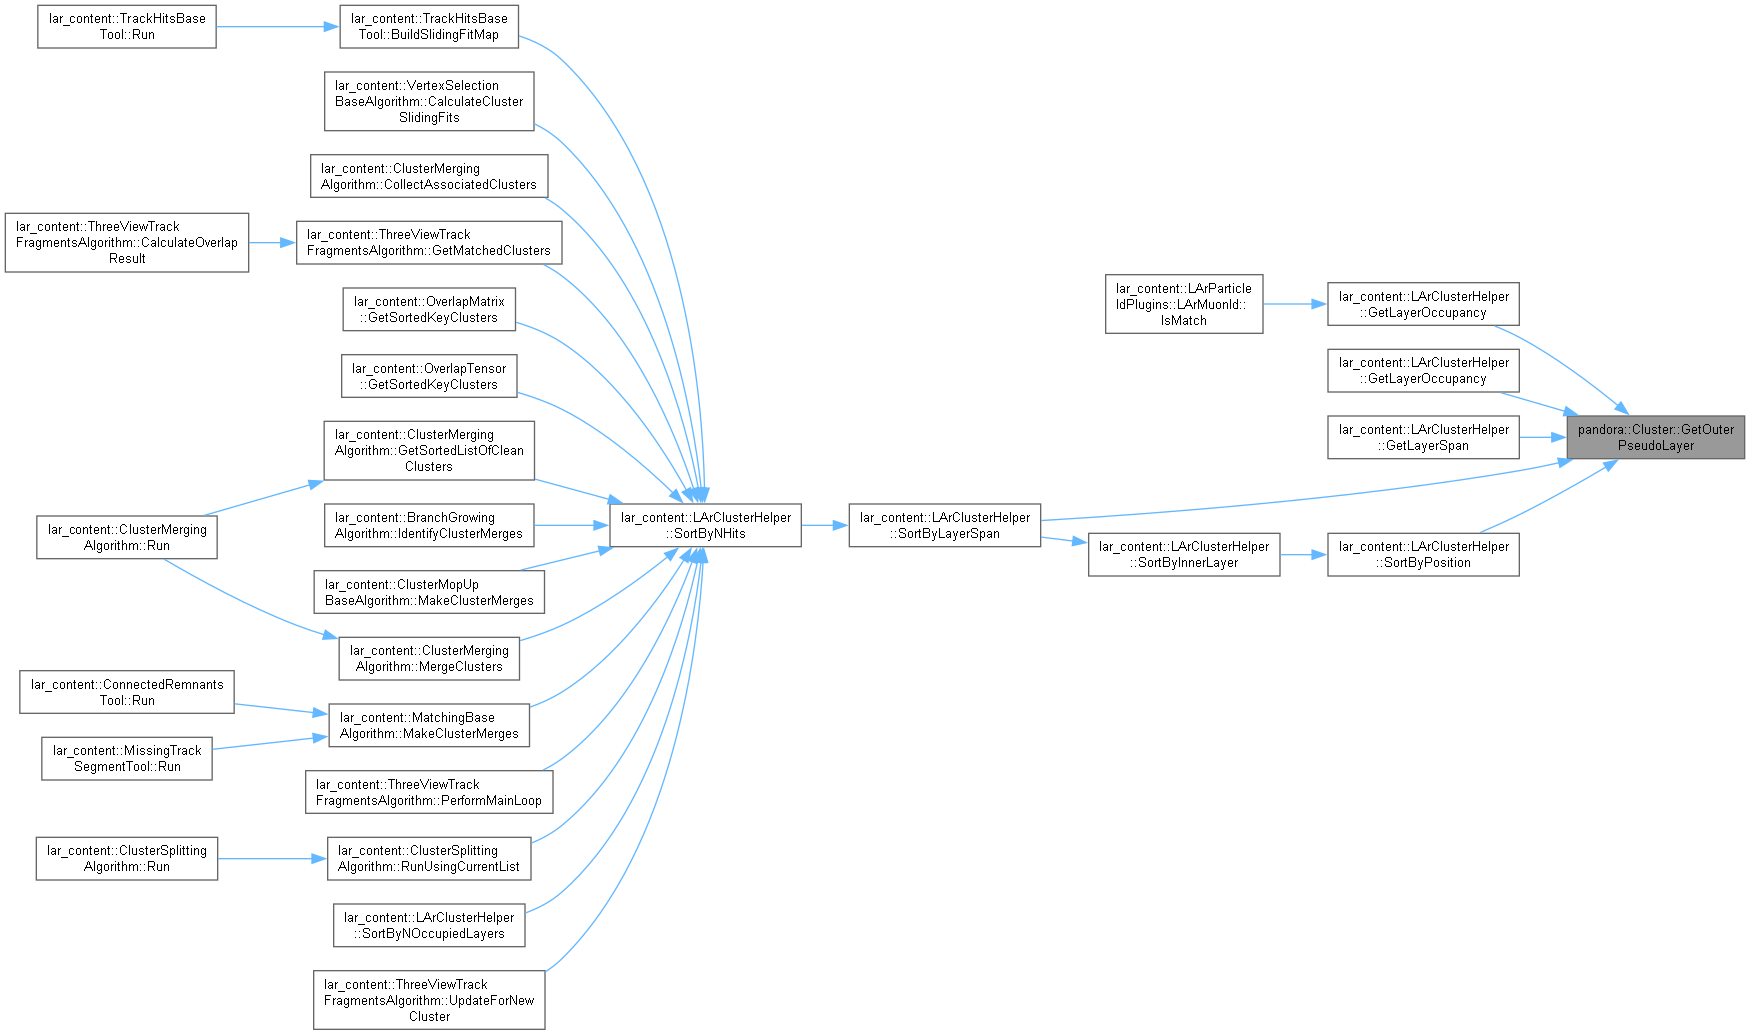 lar_content::TrackHitsBase
Tool::Run
lar_content::TrackHitsBase
Tool::BuildSlidingFitMap
lar_content::VertexSelection
BaseAlgorithm::CalculateCluster
SlidingFits
lar_content::ClusterMerging
Algorithm::CollectAssociatedClusters
lar_content::ThreeViewTrack
FragmentsAlgorithm::CalculateOverlap
Result
lar_content::ThreeViewTrack
FragmentsAlgorithm::GetMatchedClusters
lar_content::OverlapMatrix
::GetSortedKeyClusters
lar_content::OverlapTensor
::GetSortedKeyClusters
lar_content::ClusterMerging
Algorithm::GetSortedListOfClean
Clusters
lar_content::ClusterMerging
Algorithm::Run
lar_content::BranchGrowing
Algorithm::IdentifyClusterMerges
lar_content::ClusterMopUp
BaseAlgorithm::MakeClusterMerges
lar_content::ClusterMerging
Algorithm::MergeClusters
lar_content::ConnectedRemnants
Tool::Run
lar_content::MissingTrack
SegmentTool::Run
lar_content::MatchingBase
Algorithm::MakeClusterMerges
lar_content::ThreeViewTrack
FragmentsAlgorithm::PerformMainLoop
lar_content::ClusterSplitting
Algorithm::Run
lar_content::ClusterSplitting
Algorithm::RunUsingCurrentList
lar_content::LArClusterHelper
::SortByNOccupiedLayers
lar_content::ThreeViewTrack
FragmentsAlgorithm::UpdateForNew
Cluster
lar_content::LArClusterHelper
::SortByNHits
lar_content::LArClusterHelper
::SortByLayerSpan
lar_content::LArClusterHelper
::SortByInnerLayer
lar_content::LArParticle
IdPlugins::LArMuonId::
IsMatch
lar_content::LArClusterHelper
::GetLayerOccupancy
lar_content::LArClusterHelper
::GetLayerOccupancy
lar_content::LArClusterHelper
::GetLayerSpan
lar_content::LArClusterHelper
::SortByPosition
pandora::Cluster::GetOuter
PseudoLayer